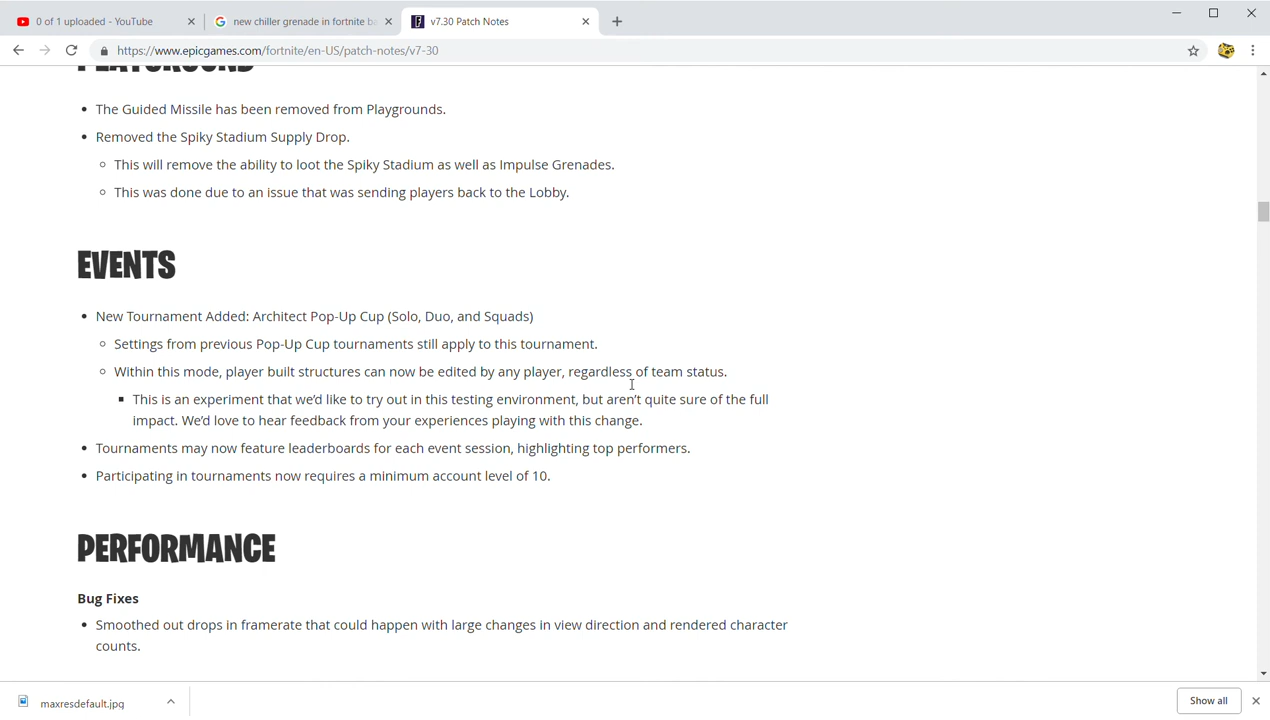 0 of 1 uploaded - YouTube
new chiller grenade in fortnite ba
v7.30 Patch Notes
https://www.epicgames.com/fortnite/en-US/patch-notes/v7-30
PLAYGROUND
The Guided Missile has been removed from Playgrounds.
Removed the Spiky Stadium Supply Drop.
This will remove the ability to loot the Spiky Stadium as well as Impulse Grenades.
This was done due to an issue that was sending players back to the Lobby.
EVENTS
New Tournament Added: Architect Pop-Up Cup (Solo, Duo, and Squads)
Settings from previous Pop-Up Cup tournaments still apply to this tournament.
Within this mode, player built structures can now be edited by any player, regardless of team status.
This is an experiment that we’d like to try out in this testing environment, but aren’t quite sure of the full
impact. We’d love to hear feedback from your experiences playing with this change.
Tournaments may now feature leaderboards for each event session, highlighting top performers.
Participating in tournaments now requires a minimum account level of 10.
PERFORMANCE
Bug Fixes
Smoothed out drops in framerate that could happen with large changes in view direction and rendered character
counts.
maxresdefault.jpg
Show all